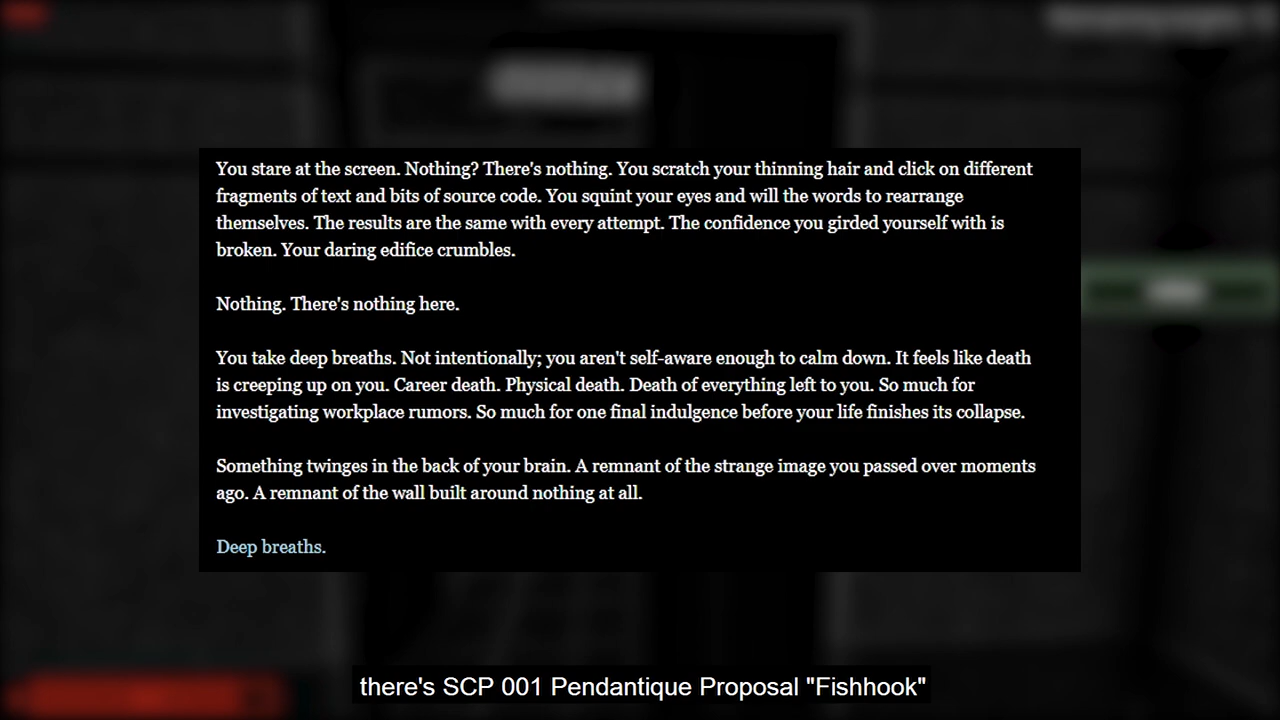 You stare at the screen. Nothing? There's nothing. You scratch your thinning hair and click on different
fragments of text and bits of source code. You squint your eyes and will the words to rearrange
themselves. The results are the same with every attempt. The confidence you girded yourself with is
broken. Your daring edifice crumbles.
Nothing. There's nothing here.
You take deep breaths. Not intentionally; you aren't self-aware enough to calm down. It feels like death
is creeping up on you. Career death. Physical death. Death of everything left to you. So much for
investigating workplace rumors. So much for one final indulgence before your life finishes its collapse.
Something twinges in the back of your brain. A remnant of the strange image you passed over moments
ago. A remnant of the wall built around nothing at all.
Deep breaths.
there's SCP 001 Pendantique Proposal "Fishhook"